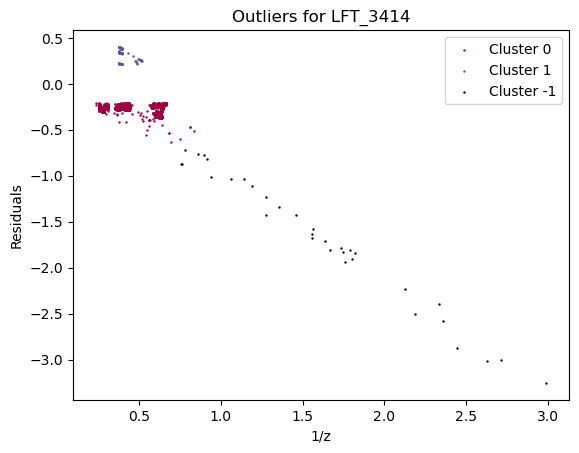 Outliers for LFT_3414
Cluster 0
Cluster 1
Cluster -1
Residuals
0.5
0.0
−0.5
−1.0
−1.5
−2.0
−2.5
−3.0
0.5 1.0 1.5 2.0 2.5 3.0
1/z